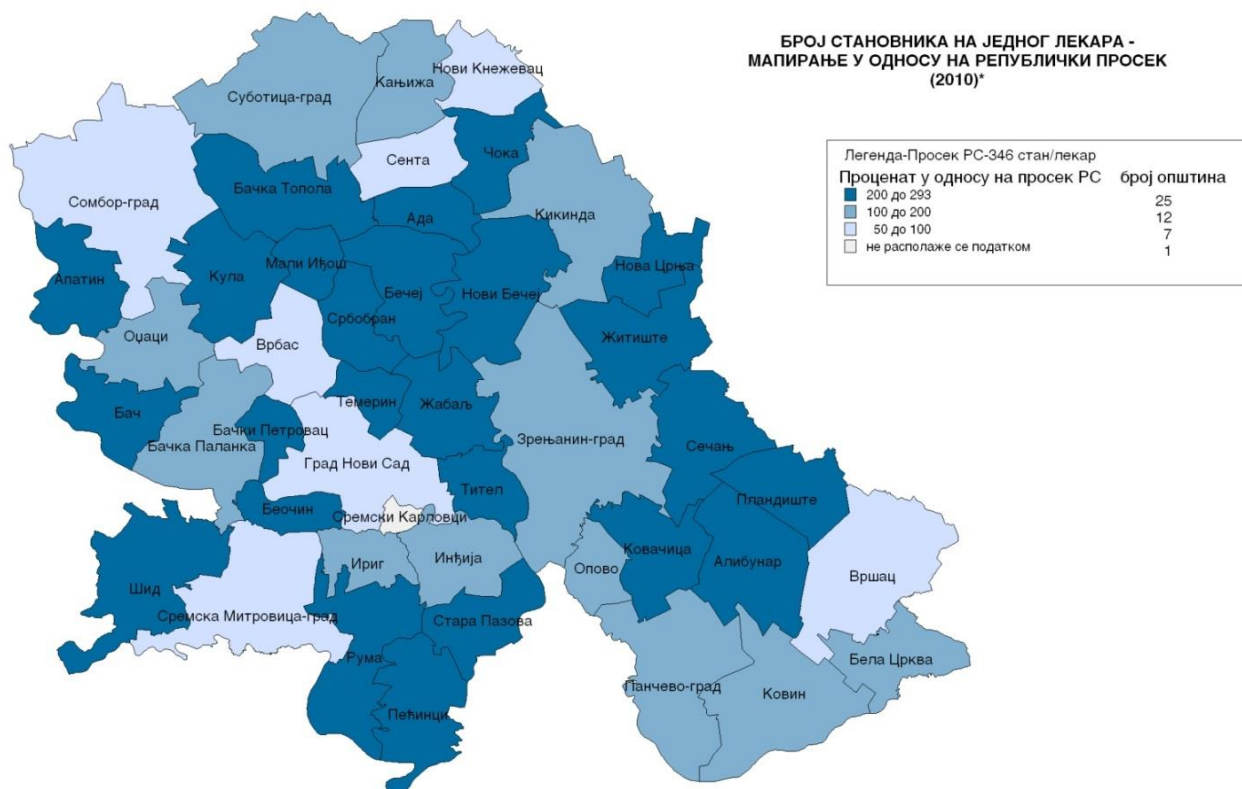 БРОЈ СТАНОВНИКА НА ЈЕДНОГ ЛЕКАРА -
МАПИРАЊЕ У ОДНОСУ НА РЕПУБЛИЧКИ ПРОСЕК
(2010)*
Легенда-Просек РС-346 стан/лекар
Проценат у односу на просек РС број општина
200 до 293 25
100 до 200 12
50 до 100 7
не располаже се податком 1
Нови Кнежевац
Кањижа
Суботица-град
Сента
Чока
Бачка Топола
Сомбор-град
Ада
Кикинда
Мали Иђош
Нова Црња
Апатин
Кула
Бечеј
Нови Бечеј
Србобран
Житиште
Оџаци
Врбас
Темерин
Жабаљ
Бач
Бачки Петровац
Бачка Паланка
Зрењанин-град
Сечањ
Град Нови Сад
Тител
Пландиште
Беочин
Сремски Карловци
Ковачица
Алибунар
Ириг
Инђија
Опово
Вршац
Шид
Сремска Митровица-град
Стара Пазова
Рума
Бела Црква
Панчево-град
Ковин
Пећинци